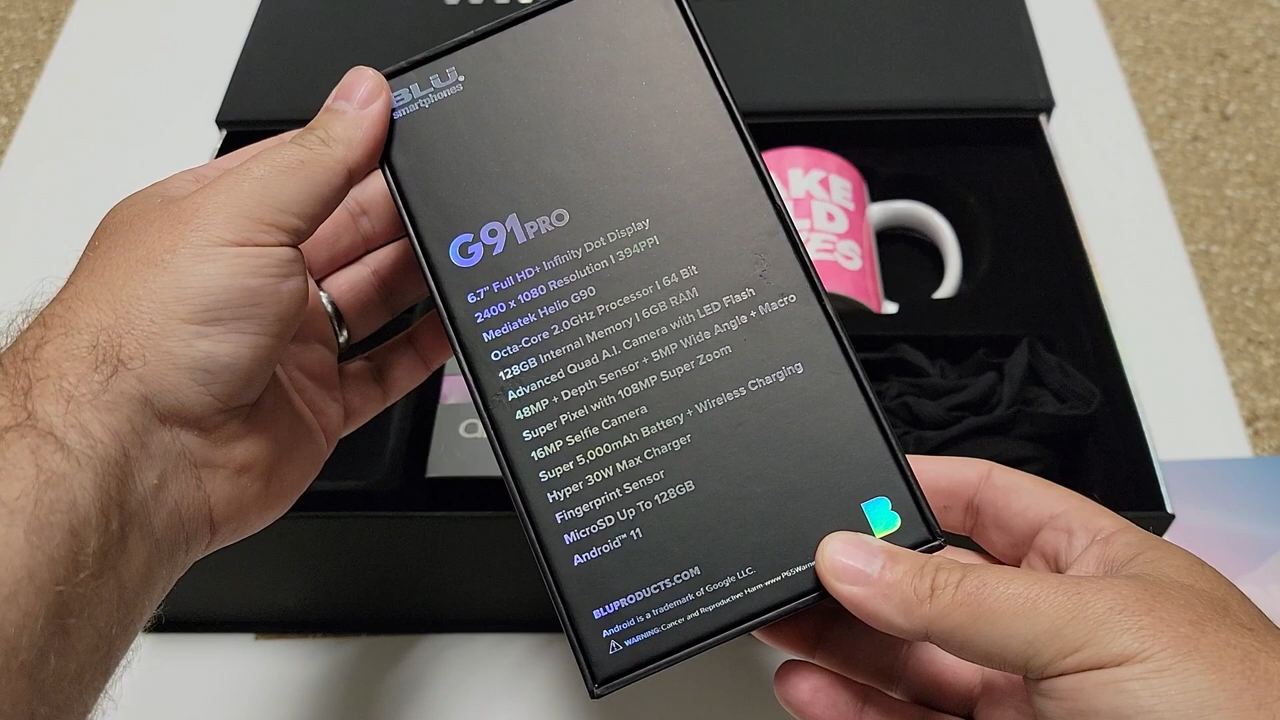 BLU
smartphones
G91 PRO
6.7" Full HD+ Infinity Dot Display
2400 x 1080 Resolution | 394PPI
Mediatek Helio G90
Octa-Core 2.0GHz Processor | 64 Bit
128GB Internal Memory | 6GB RAM
Advanced Quad A.I. Camera with LED Flash
48MP + Depth Sensor + 5MP Wide Angle + Macro
Super Pixel with 108MP Super Zoom
16MP Selfie Camera
Super 5,000mAh Battery + Wireless Charging
Hyper 30W Max Charger
Fingerprint Sensor
MicroSD Up To 128GB
Android™ 11
B
BLUPRODUCTS.COM
Android is a trademark of Google LLC.
WARNING: Cancer and Reproductive Harm-www.P65Warn